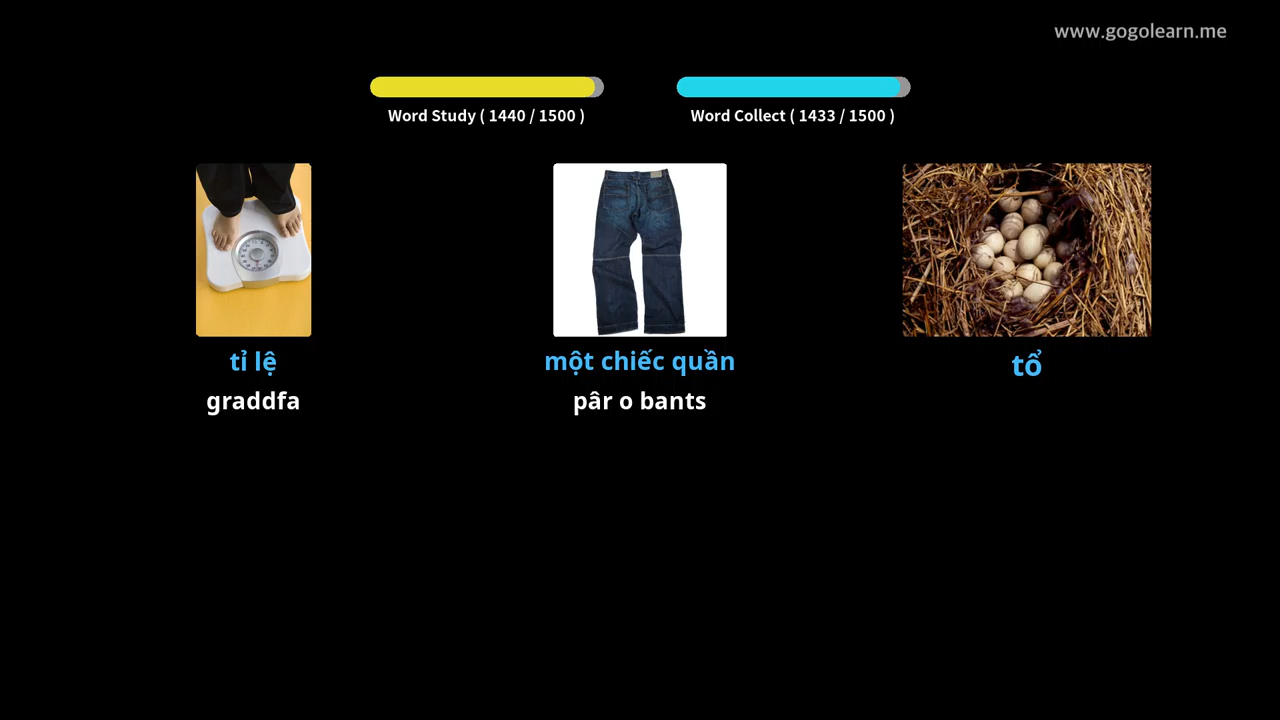 www.gogolearn.me
Word Study ( 1440 / 1500 )
Word Collect ( 1433 / 1500 )
tỉ lệ
một chiếc quần
tổ
graddfa
pâr o bants